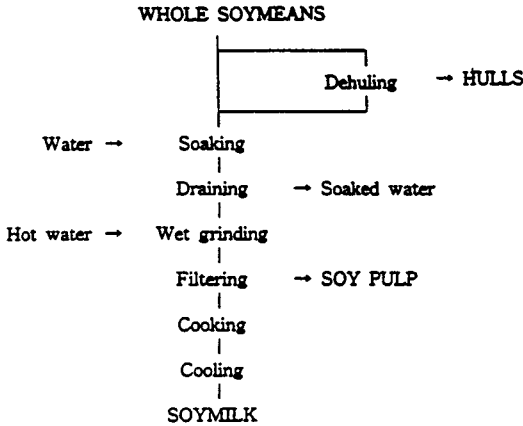 WHOLE SOYMEANS
Dehuling → HULLS
Water → Soaking
Draining → Soaked water
Hot water → Wet grinding
Filtering → SOY PULP
Cooking
Cooling
SOYMILK